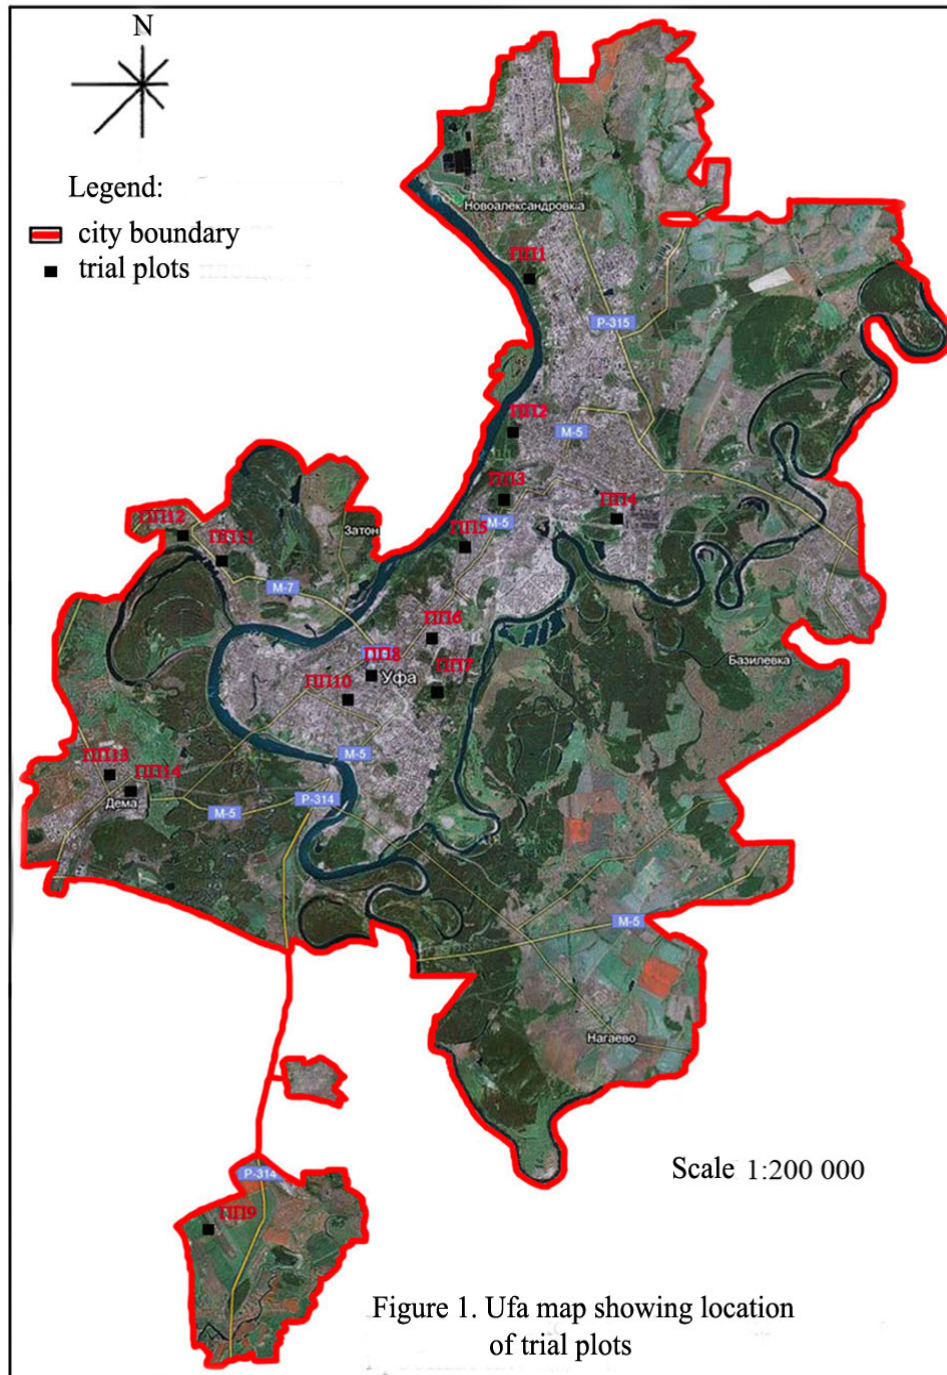 N
Legend:
city boundary
trial plots
Новоалександровка
ПП1
Р-315
ПП2
М-5
ПП3
М-5
ПП4
ПП5
ПП12
ПП11
Затон
М-7
ПП6
ПП8
Уфа
ПП7
ПП10
Базилевка
М-5
ПП13
ПП14
Дема
М-5
Р-314
М-5
Нагаево
Р-314
ПП9
Scale 1:200 000
Figure 1. Ufa map showing location
of trial plots